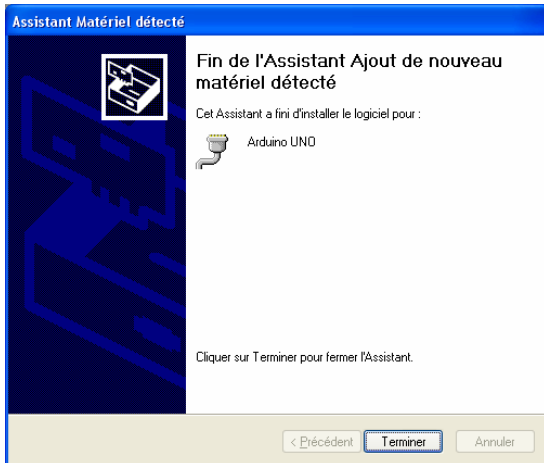 Assistant Matériel détecté
Fin de l'Assistant Ajout de nouveau
matériel détecté
Cet Assistant a fini d'installer le logiciel pour :
Arduino UNO
Cliquer sur Terminer pour fermer l'Assistant.
< Précédent Terminer Annuler